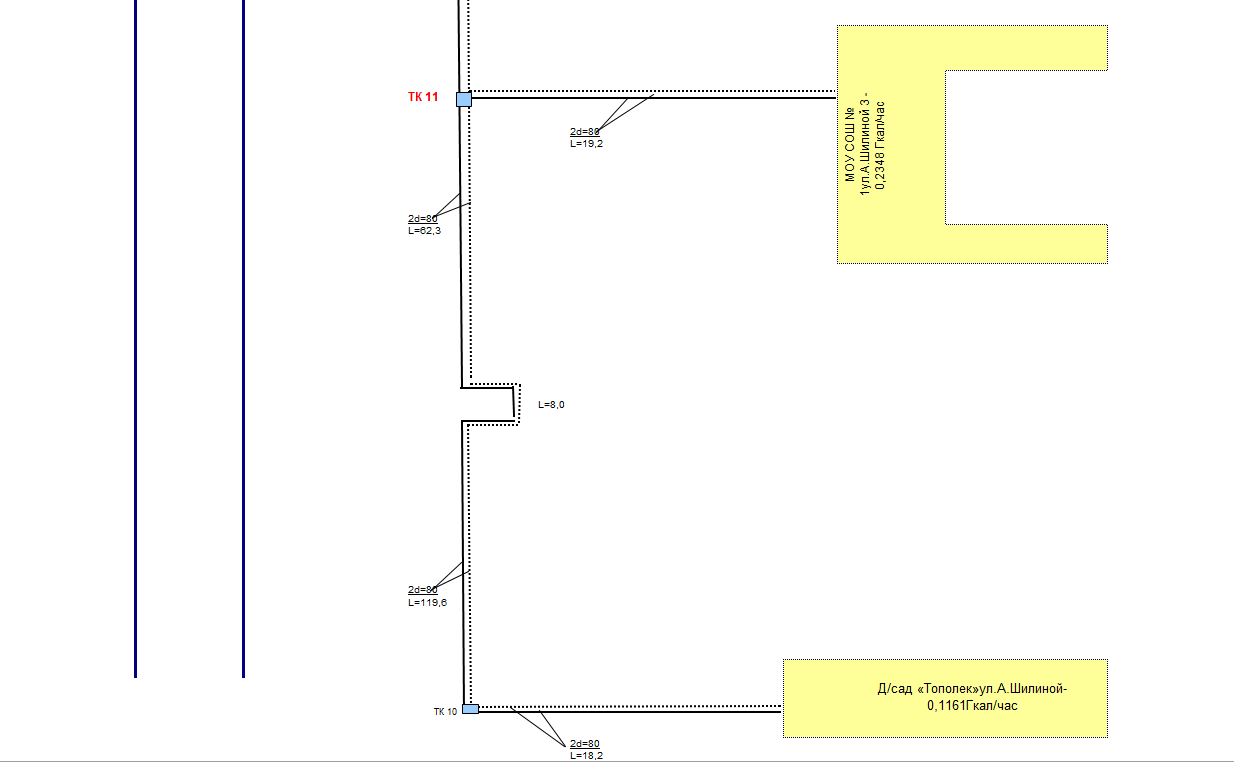 ТК 11
2d=80
L=19,2
МОУ СОШ №
1ул.А.Шилиной 3 -
0,2348 Гкал/час
2d=80
L=62,3
L=8,0
2d=80
L=119,6
ТК 10
Д/сад «Тополек»ул.А.Шилиной-
0,1161Гкал/час
2d=80
L=18,2